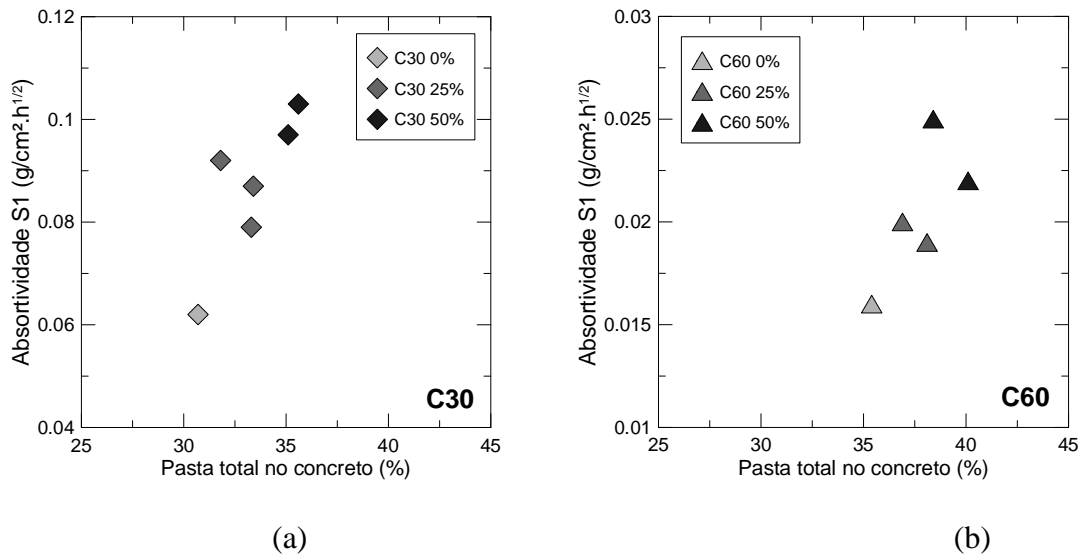 0.12
0.1
0.08
0.06
0.04
25
30
35
40
45
Absortividade S1 (g/cm².h¹/²)
Pasta total no concreto (%)
C30 0%
C30 25%
C30 50%
C30
(a)
0.03
0.025
0.02
0.015
0.01
25
30
35
40
45
Absortividade S1 (g/cm².h¹/²)
Pasta total no concreto (%)
C60 0%
C60 25%
C60 50%
C60
(b)